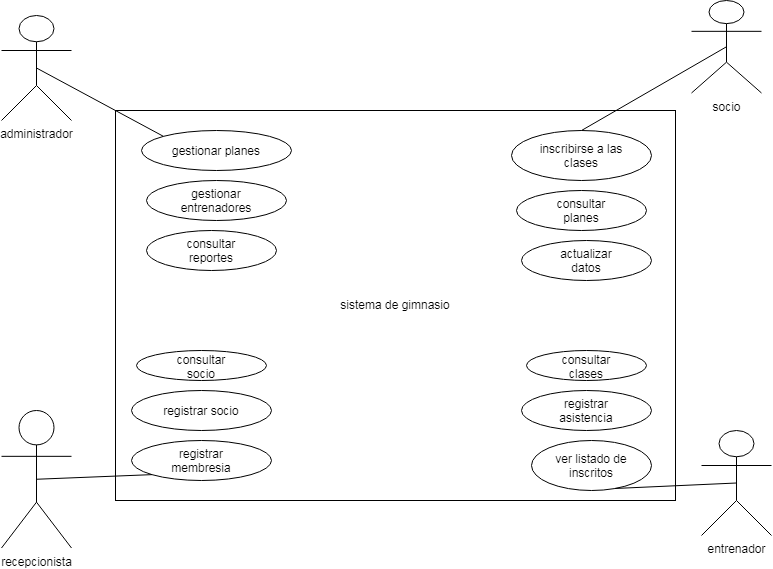 socio
administrador
gestionar planes
inscribirse a las
clases
gestionar
entrenadores
consultar
planes
consultar
reportes
actualizar
datos
sistema de gimnasio
consultar
socio
consultar
clases
registrar socio
registrar
asistencia
registrar
membresia
ver listado de
inscritos
entrenador
recepcionista